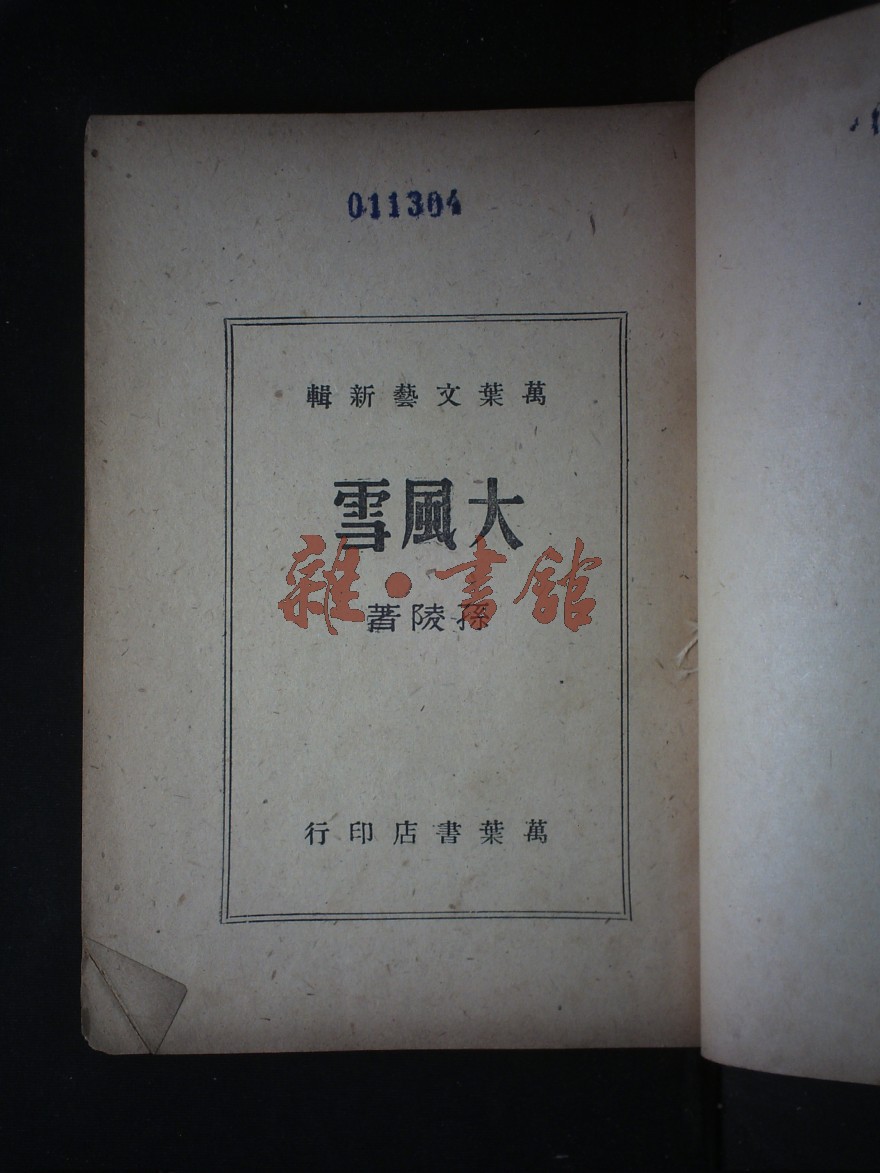 011304
萬葉文藝新輯
大風雪
孫陵著
雜·書館
萬葉書店印行